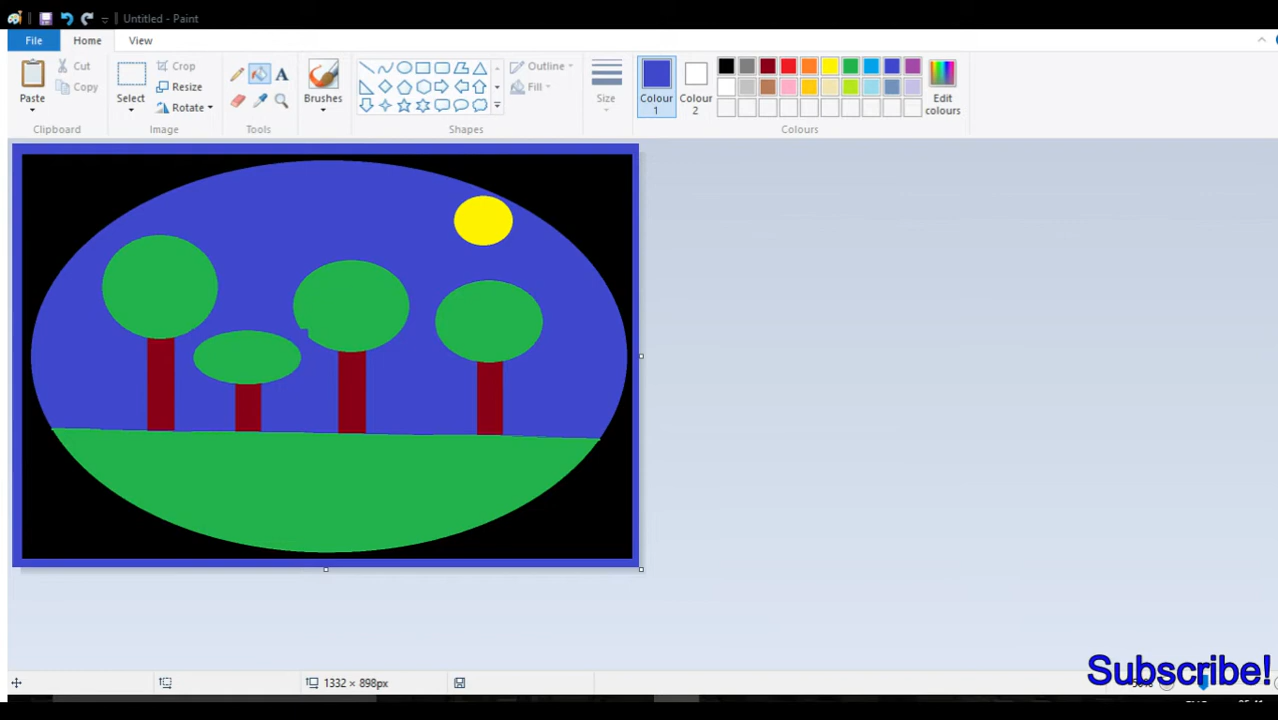 Untitled - Paint
File Home View
Cut
Copy
Paste
Clipboard
Crop
Resize
Rotate
Select
Image
A
Tools
Brushes
Outline
Fill
Shapes
Size
Colour 1
Colour 2
Edit colours
Colours
1332 × 898px
Subscribe!